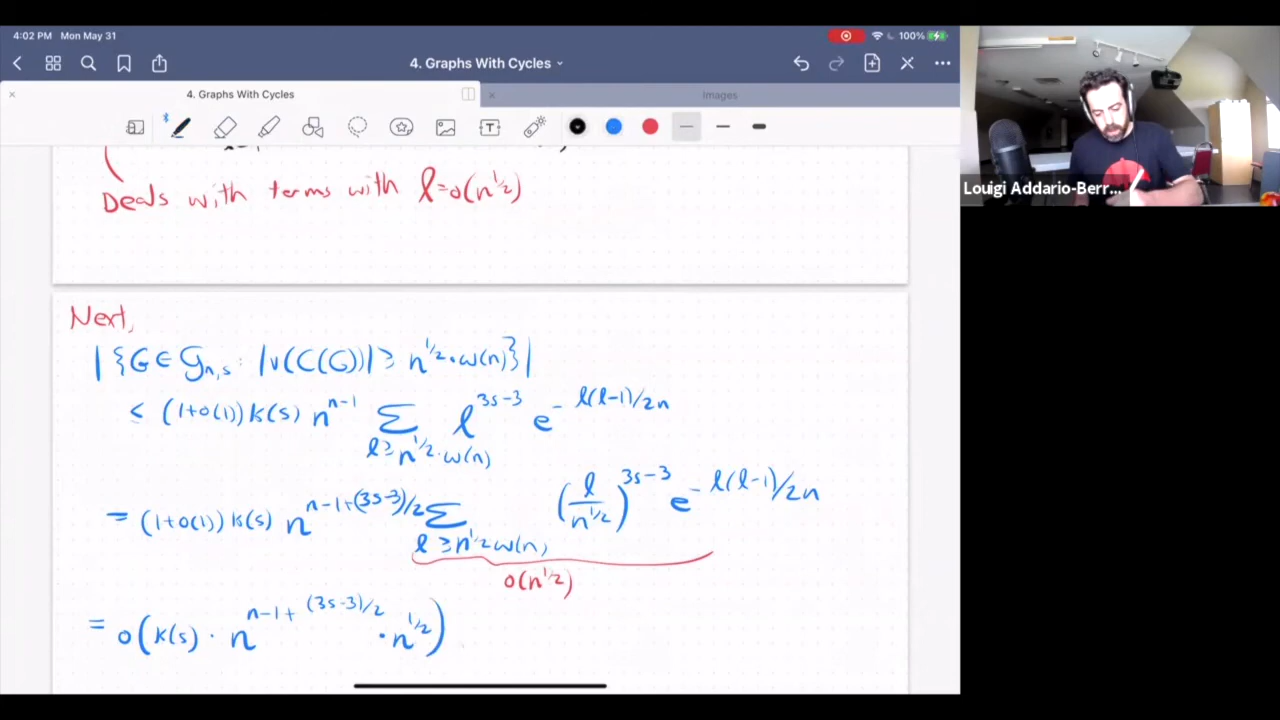 4:02 PM Mon May 31
100%
4. Graphs With Cycles
4. Graphs With Cycles
Images
Deals with terms with ℓ=o(n^{1/2})
Next,
|{G∈𝒢_{n,s}: |v(C(G))| ≥ n^{1/2}·ω(n)}|
≤ (1+o(1)) k(s) n^{n-1} Σ_{ℓ≥n^{1/2}·ω(n)} ℓ^{3s-3} e^{-ℓ(ℓ-1)/2n}
= (1+o(1)) k(s) n^{n-1+(3s-3)/2} Σ_{ℓ≥n^{1/2}ω(n)} (ℓ/n^{1/2})^{3s-3} e^{-ℓ(ℓ-1)/2n}
o(n^{1/2})
= o(k(s)·n^{n-1+(3s-3)/2}·n^{1/2})
Louigi Addario-Berr...